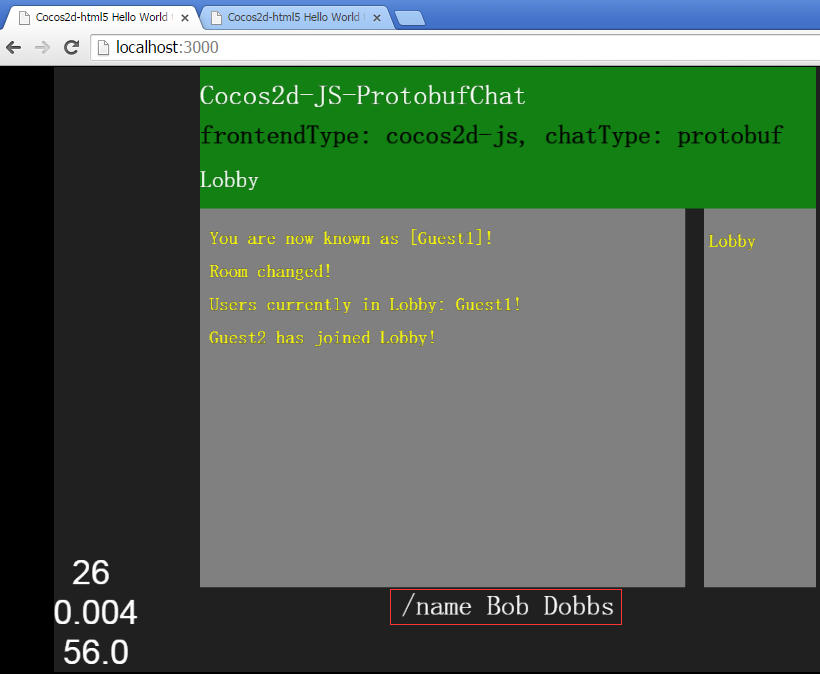 Cocos2d-html5 Hello World t
Cocos2d-html5 Hello World t
localhost:3000
Cocos2d-JS-ProtobufChat
frontendType: cocos2d-js, chatType: protobuf
Lobby
You are now known as [Guest1]!
Room changed!
Users currently in Lobby: Guest1!
Guest2 has joined Lobby!
Lobby
/name Bob Dobbs
26
0.004
56.0